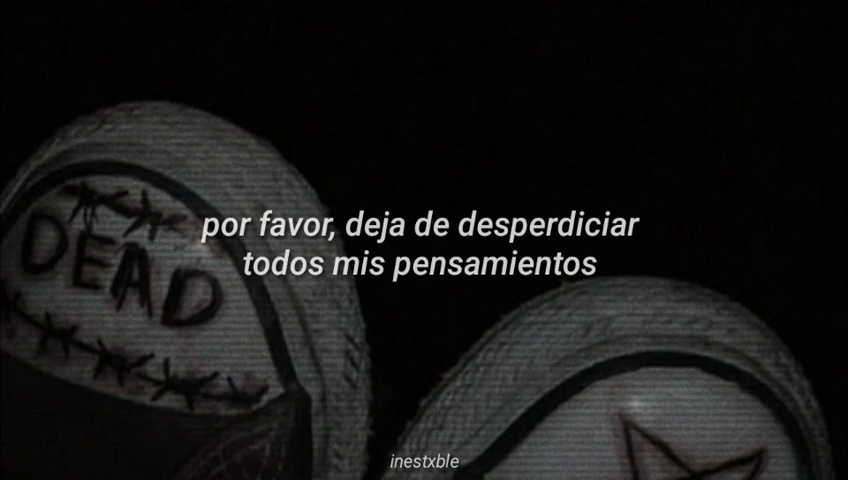 DEAD
por favor, deja de desperdiciar
todos mis pensamientos
inestxble